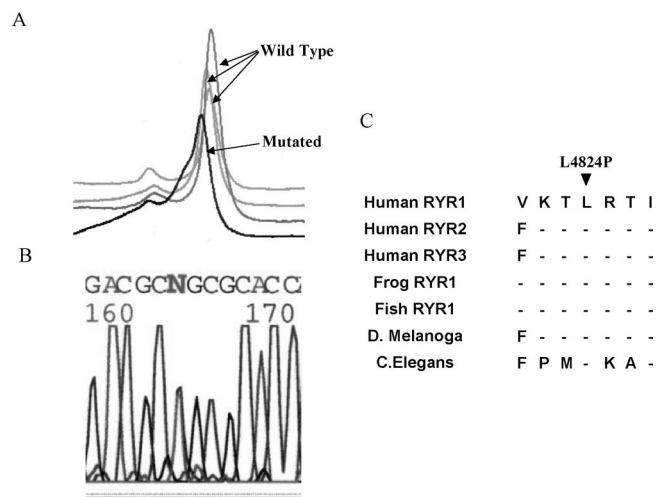 A
Wild Type
Mutated
B
GACGCNGCGCACC
160 170
C
L4824P
Human RYR1 V K T L R T I
Human RYR2 F - - - - - -
Human RYR3 F - - - - - -
Frog RYR1 - - - - - - -
Fish RYR1 - - - - - - -
D. Melanoga F - - - - - -
C.Elegans F P M - K A -